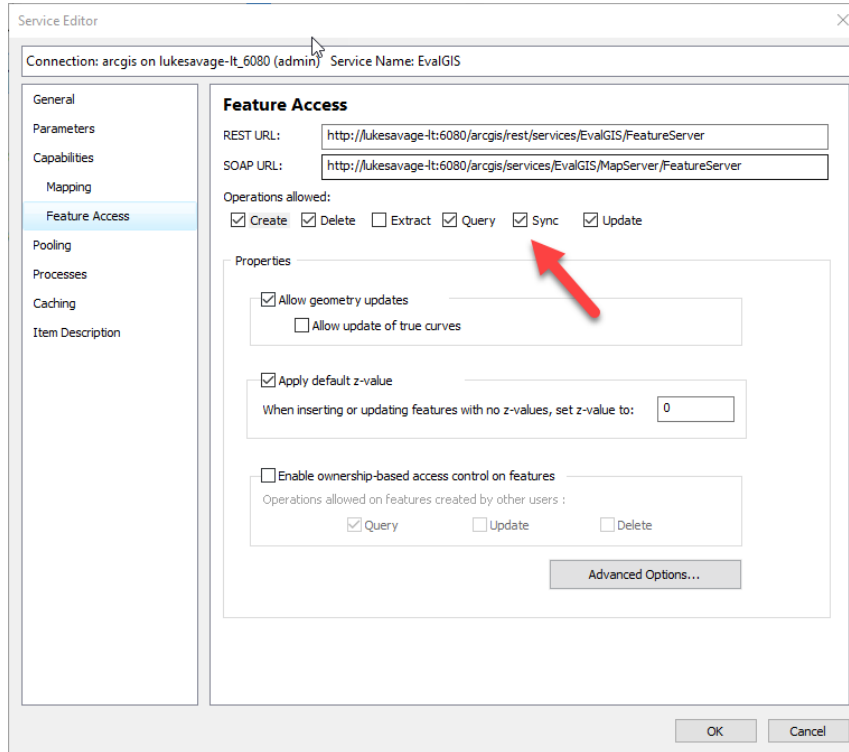 Service Editor
Connection: arcgis on lukesavage-lt_6080 (admin) Service Name: EvalGIS
General
Parameters
Capabilities
Mapping
Feature Access
Pooling
Processes
Caching
Item Description
Feature Access
REST URL: http://lukesavage-lt:6080/arcgis/rest/services/EvalGIS/FeatureServer
SOAP URL: http://lukesavage-lt:6080/arcgis/services/EvalGIS/MapServer/FeatureServer
Operations allowed:
Create Delete Extract Query Sync Update
Properties
Allow geometry updates
Allow update of true curves
Apply default z-value
When inserting or updating features with no z-values, set z-value to: 0
Enable ownership-based access control on features
Operations allowed on features created by other users :
Query Update Delete
Advanced Options...
OK Cancel